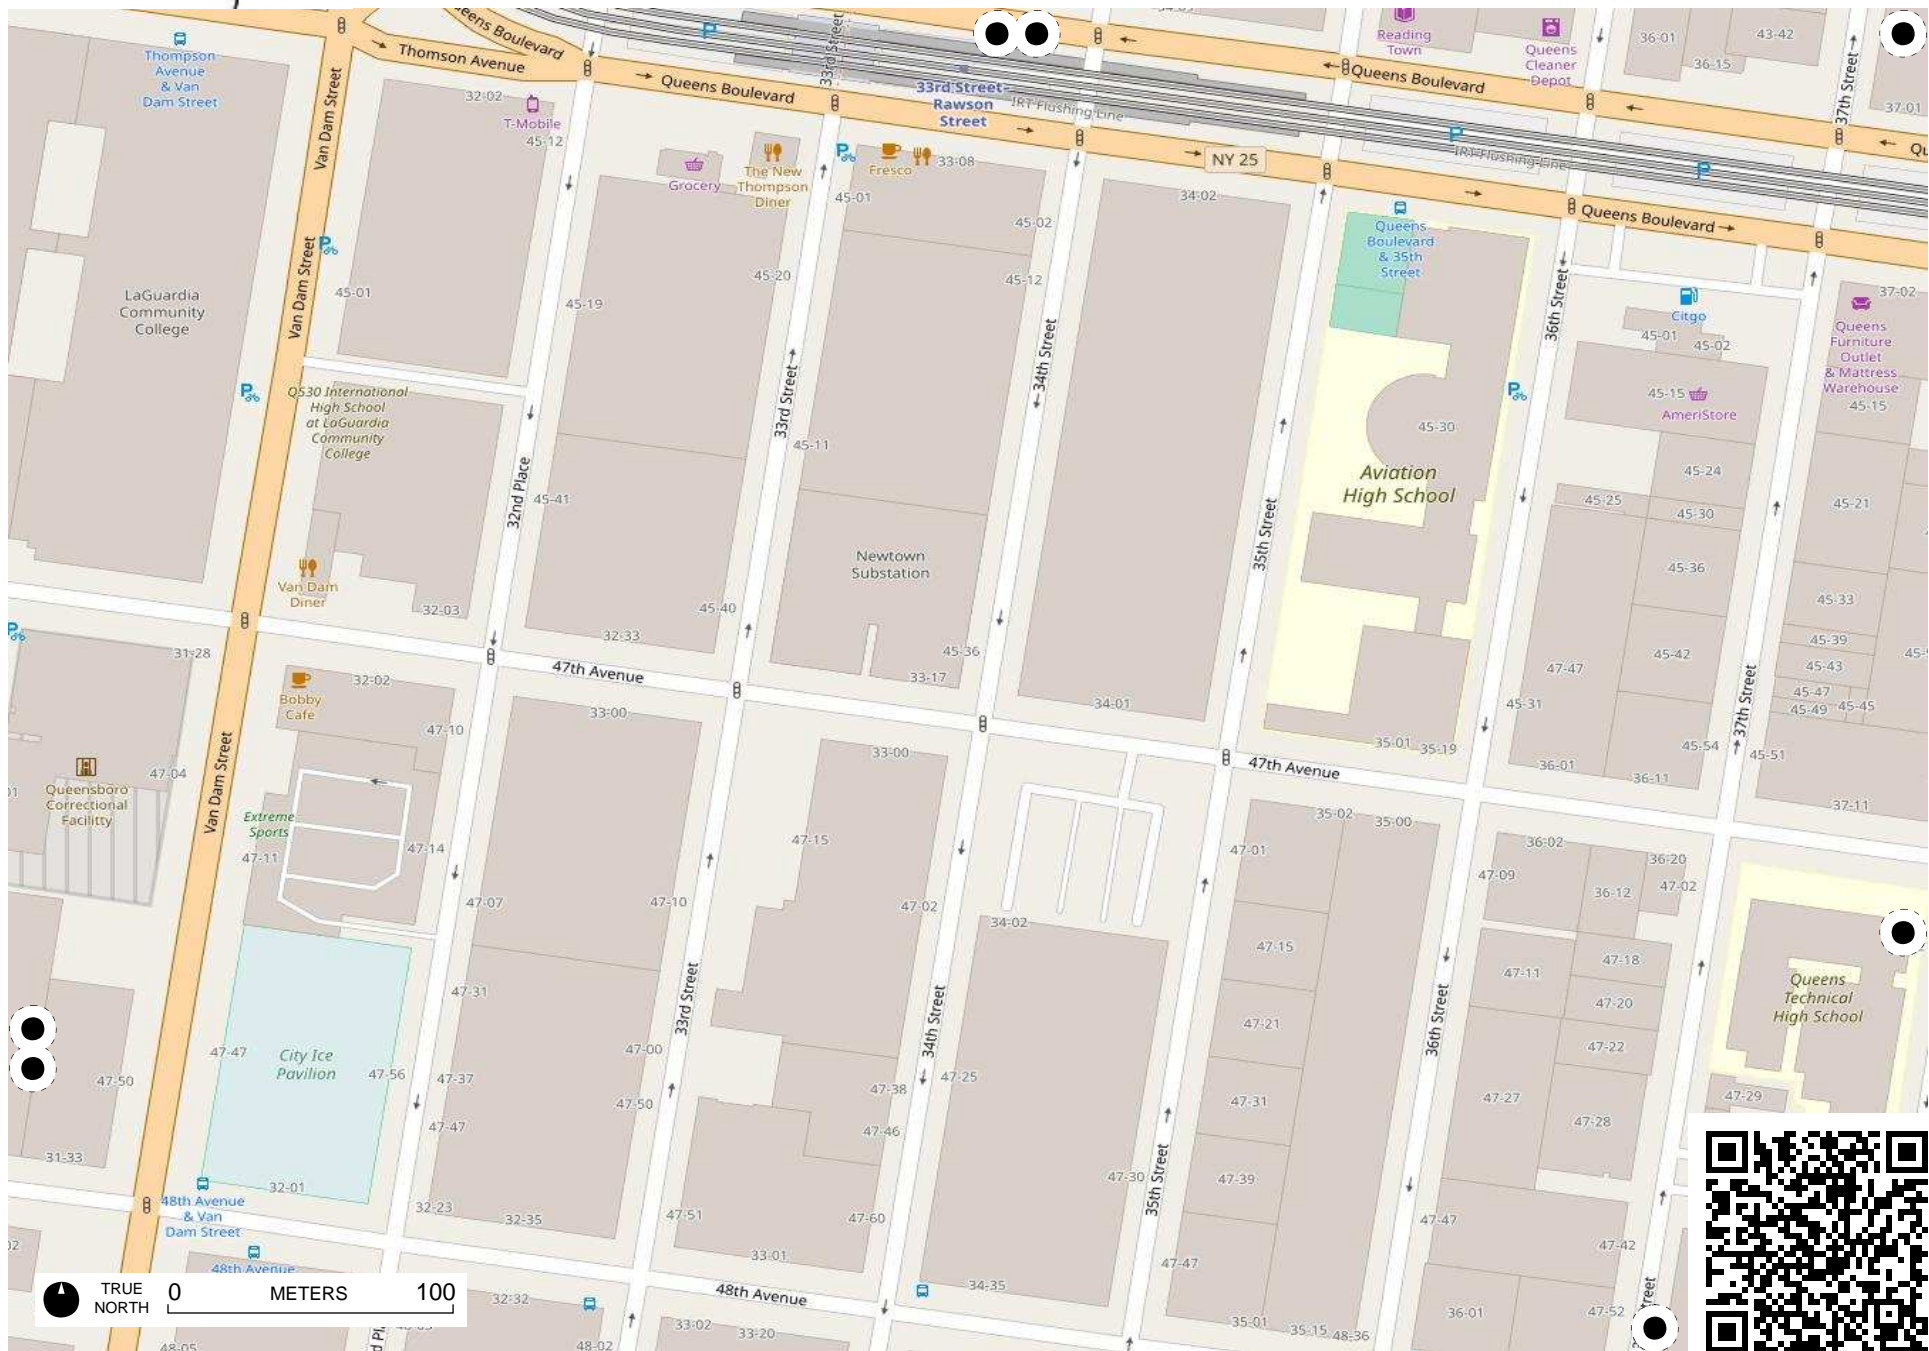 Queens Boulevard
Thomson Avenue
Thompson
Avenue
& Van
Dam Street
Van Dam Street
32-02
T-Mobile
45-12
Queens Boulevard
33rd Street
33rd Street–
Rawson
Street
IRT Flushing Line
Reading
Town
Queens
Cleaner
Depot
36-01
43-42
36-15
37th Street
37-01
Queens Boulevard
IRT Flushing Line
NY 25
Queens Boulevard
Grocery
The New
Thompson
Diner
Fresco
33-08
45-01
45-02
34-02
Queens
Boulevard
& 35th
Street
LaGuardia
Community
College
Van Dam Street
45-01
45-19
45-20
45-12
34th Street
36th Street
Citgo
45-01
45-02
37-02
Queens
Furniture
Outlet
& Mattress
Warehouse
45-15
45-15
AmeriStore
Q530 International
High School
at LaGuardia
Community
College
33rd Street
45-11
45-30
Aviation
High School
45-24
45-25
45-30
45-21
32nd Place
45-41
35th Street
Newtown
Substation
45-36
Van Dam
Diner
32-03
45-40
32-33
45-33
45-39
45-43
45-47
45-49
45-45
31-28
47th Avenue
45-36
33-17
45-42
47-47
45-31
37th Street
Bobby
Cafe
32-02
47-10
33-00
34-01
33-00
35-01
35-19
45-54
45-51
36-01
36-11
47th Avenue
37-11
Queensboro
Correctional
Facilitty
47-04
Van Dam Street
Extreme
Sports
47-11
47-14
47-15
35-02
35-00
47-01
36-02
36-20
47-09
36-12
47-02
47-07
47-10
47-02
34-02
47-15
47-11
47-18
47-20
Queens
Technical
High School
47-31
33rd Street
34th Street
47-21
36th Street
47-22
47-47
City Ice
Pavilion
47-56
47-37
47-00
47-25
47-50
47-50
47-38
47-31
47-27
47-29
47-28
47-47
47-46
31-33
47-30
35th Street
47-39
32-01
48th Avenue
& Van
Dam Street
32-23
32-35
47-51
47-60
47-47
47-42
33-01
47-47
48th Avenue
34-35
48th Avenue
TRUE
NORTH
0 METERS 100
32-32
33-02
33-20
48-02
35-01
35-15
48-36
36-01
47-52
48-05